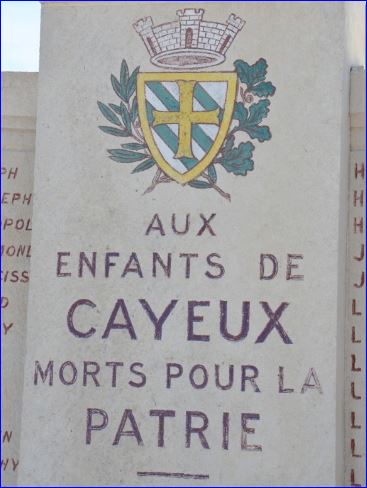 AUX
ENFANTS DE
CAYEUX
MORTS POUR LA
PATRIE